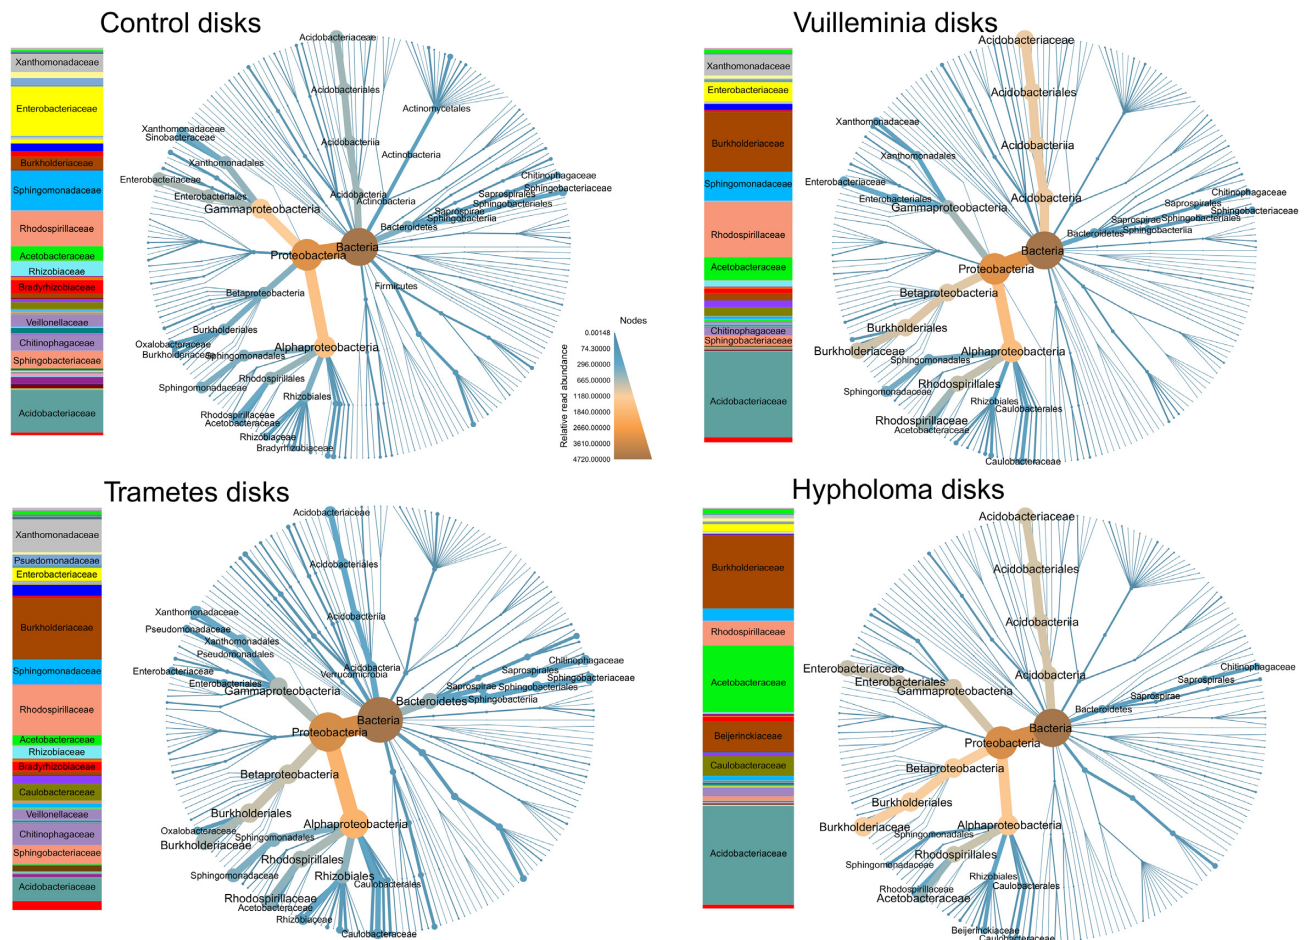 Control disks
Xanthomonadaceae
Enterobacteriaceae
Burkholderiaceae
Sphingomonadaceae
Rhodospirillaceae
Acetobacteraceae
Rhizobiaceae
Bradyrhizobiaceae
Veillonellaceae
Chitinophagaceae
Sphingobacteriaceae
Acidobacteriaceae
Acidobacteriaceae
Acidobacteriales
Actinomycetales
Acidobacteriia
Actinobacteria
Xanthomonadaceae
Sinobacteraceae
Xanthomonadales
Enterobacteriaceae
Enterobacteriales
Gammaproteobacteria
Acidobacteria
Actinobacteria
Chitinophagaceae
Sphingobacteriaceae
Saprospirales
Sphingobacteriales
Saprospirae
Sphingobacteriia
Bacteroidetes
Bacteria
Proteobacteria
Firmicutes
Betaproteobacteria
Burkholderiales
Oxalobacteraceae
Burkholderiaceae
Alphaproteobacteria
Sphingomonadales
Sphingomonadaceae
Rhodospirillales
Rhizobiales
Rhodospirillaceae
Acetobacteraceae
Rhizobiaceae
Bradyrhizobiaceae
Nodes
Relative read abundance
0.00148
74.30000
296.00000
665.00000
1180.00000
1840.00000
2660.00000
3610.00000
4720.00000
Vuilleminia disks
Xanthomonadaceae
Enterobacteriaceae
Burkholderiaceae
Sphingomonadaceae
Rhodospirillaceae
Acetobacteraceae
Chitinophagaceae
Sphingobacteriaceae
Acidobacteriaceae
Acidobacteriaceae
Acidobacteriales
Acidobacteriia
Xanthomonadaceae
Xanthomonadales
Enterobacteriaceae
Enterobacteriales
Gammaproteobacteria
Acidobacteria
Chitinophagaceae
Saprospirales
Sphingobacteriaceae
Saprospirae
Sphingobacteriales
Sphingobacteriia
Bacteroidetes
Bacteria
Proteobacteria
Betaproteobacteria
Burkholderiales
Burkholderiaceae
Alphaproteobacteria
Sphingomonadales
Sphingomonadaceae
Rhodospirillales
Rhizobiales
Caulobacterales
Rhodospirillaceae
Acetobacteraceae
Caulobacteraceae
Trametes disks
Xanthomonadaceae
Psuedomonadaceae
Enterobacteriaceae
Burkholderiaceae
Sphingomonadaceae
Rhodospirillaceae
Acetobacteraceae
Rhizobiaceae
Bradyrhizobiaceae
Caulobacteraceae
Veillonellaceae
Chitinophagaceae
Sphingobacteriaceae
Acidobacteriaceae
Acidobacteriaceae
Acidobacteriales
Acidobacteriia
Xanthomonadaceae
Pseudomonadaceae
Xanthomonadales
Pseudomonadales
Enterobacteriaceae
Enterobacteriales
Gammaproteobacteria
Acidobacteria
Verrucomicrobia
Chitinophagaceae
Saprospirales
Sphingobacteriaceae
Saprospirae
Sphingobacteriales
Sphingobacteriia
Bacteroidetes
Bacteria
Proteobacteria
Betaproteobacteria
Burkholderiales
Oxalobacteraceae
Burkholderiaceae
Alphaproteobacteria
Sphingomonadales
Sphingomonadaceae
Rhodospirillales
Rhizobiales
Caulobacterales
Rhodospirillaceae
Acetobacteraceae
Rhizobiaceae
Caulobacteraceae
Hypholoma disks
Burkholderiaceae
Rhodospirillaceae
Acetobacteraceae
Beijerinckiaceae
Caulobacteraceae
Acidobacteriaceae
Acidobacteriaceae
Acidobacteriales
Acidobacteriia
Enterobacteriaceae
Enterobacteriales
Gammaproteobacteria
Acidobacteria
Chitinophagaceae
Saprospirales
Saprospirae
Bacteroidetes
Bacteria
Proteobacteria
Betaproteobacteria
Burkholderiales
Burkholderiaceae
Alphaproteobacteria
Sphingomonadales
Sphingomonadaceae
Rhodospirillales
Rhizobiales
Caulobacterales
Rhodospirillaceae
Acetobacteraceae
Beijerinckiaceae
Caulobacteraceae